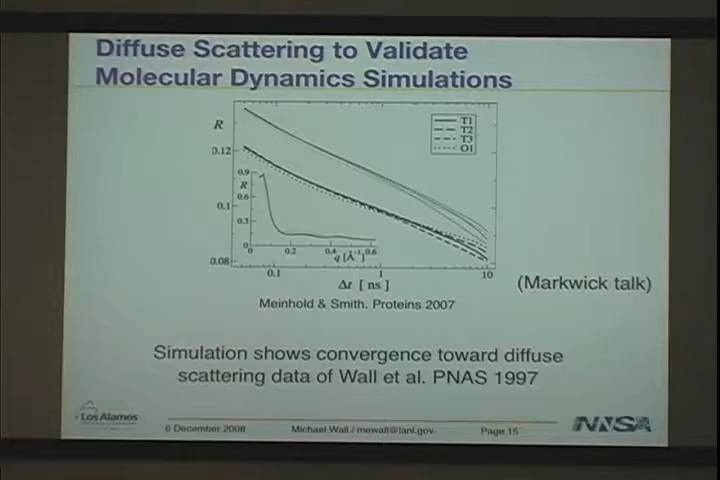 Diffuse Scattering to Validate
Molecular Dynamics Simulations
R
0.12
0.1
0.08
T1
T2
T3
O1
0.9
R
0.6
0.3
0
0 0.2 0.4 0.6
q [Å⁻¹]
0.1 1 10
Δt [ ns ]
Meinhold & Smith. Proteins 2007
(Markwick talk)
Simulation shows convergence toward diffuse
scattering data of Wall et al. PNAS 1997
Los Alamos
6 December 2008 Michael Wall / mewall@lanl.gov Page 15
NNSA